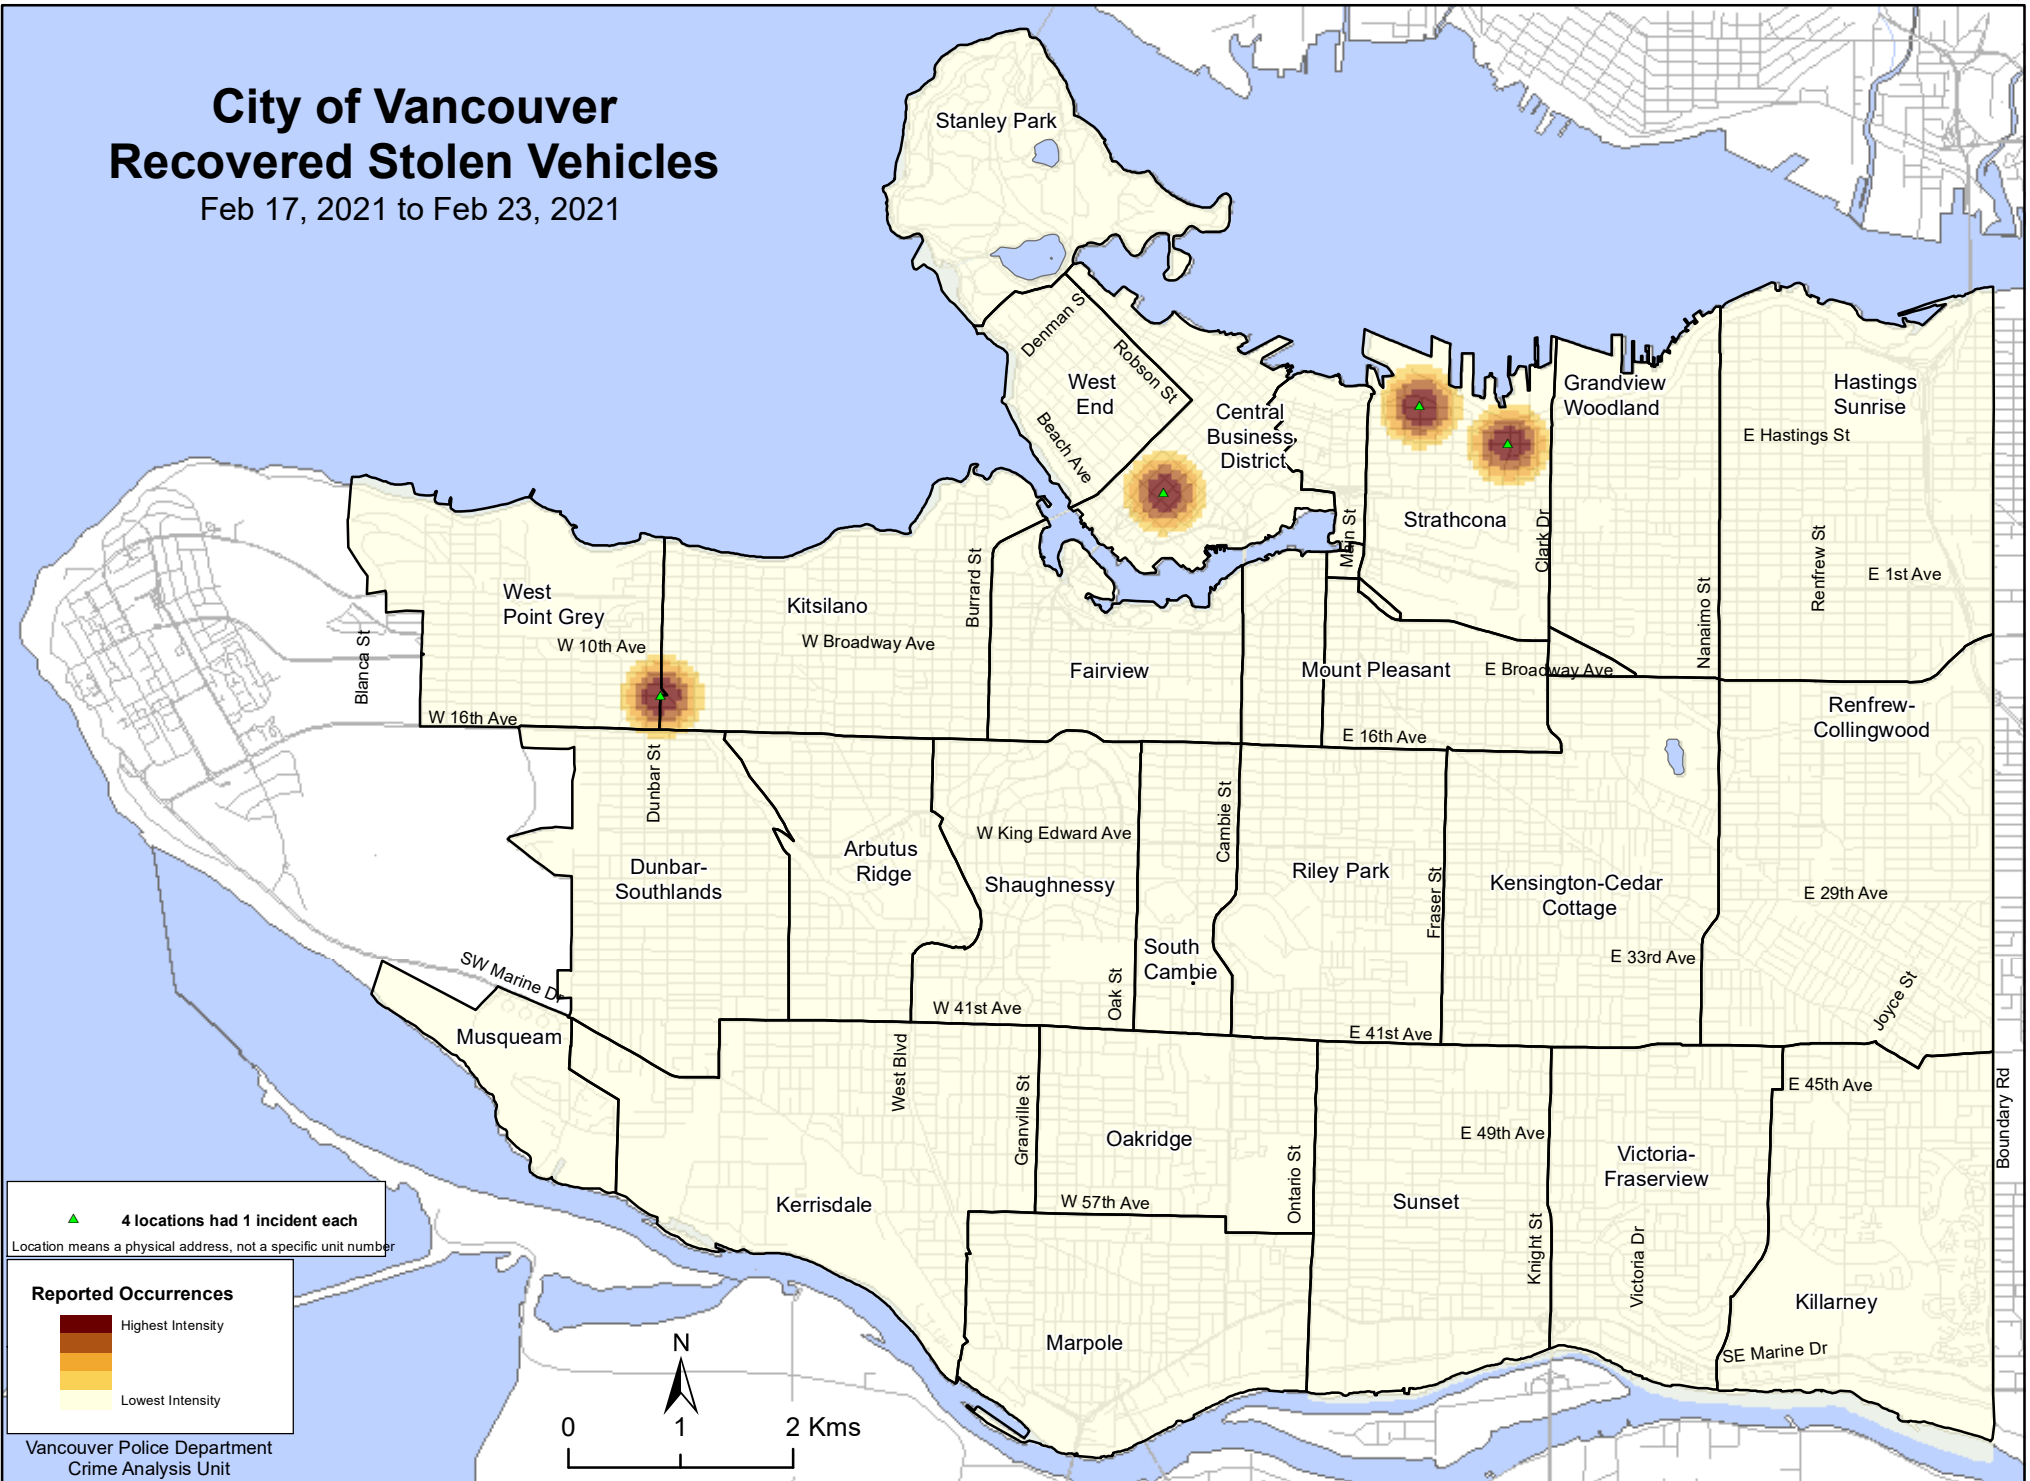 City of Vancouver
Recovered Stolen Vehicles
Feb 17, 2021 to Feb 23, 2021
Stanley Park
Denman S
Robson St
West
End
Beach Ave
Central
Business
District
Grandview
Woodland
Hastings
Sunrise
E Hastings St
Strathcona
Main St
Clark Dr
Renfrew St
E 1st Ave
Nanaimo St
West
Point Grey
W 10th Ave
Kitsilano
W Broadway Ave
Burrard St
Blanca St
W 16th Ave
Fairview
Mount Pleasant
E Broadway Ave
E 16th Ave
Renfrew-
Collingwood
Dunbar St
Dunbar-
Southlands
Arbutus
Ridge
W King Edward Ave
Shaughnessy
Cambie St
Riley Park
Fraser St
Kensington-Cedar
Cottage
E 29th Ave
E 33rd Ave
South
Cambie
Oak St
Joyce St
SW Marine Dr
W 41st Ave
E 41st Ave
Musqueam
West Blvd
Granville St
Oakridge
W 57th Ave
Ontario St
E 49th Ave
E 45th Ave
Boundary Rd
Victoria-
Fraserview
Kerrisdale
Sunset
Knight St
Victoria Dr
Killarney
SE Marine Dr
Marpole
4 locations had 1 incident each
Location means a physical address, not a specific unit number
Reported Occurrences
Highest Intensity
Lowest Intensity
Vancouver Police Department
Crime Analysis Unit
N
0 1 2 Kms